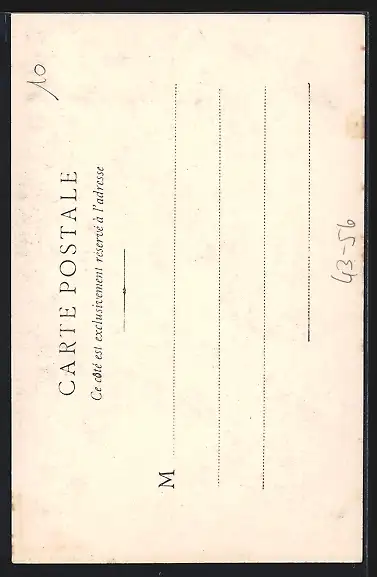 10
CARTE POSTALE
Ce côté est exclusivement réservé à l'adresse
M
43-56